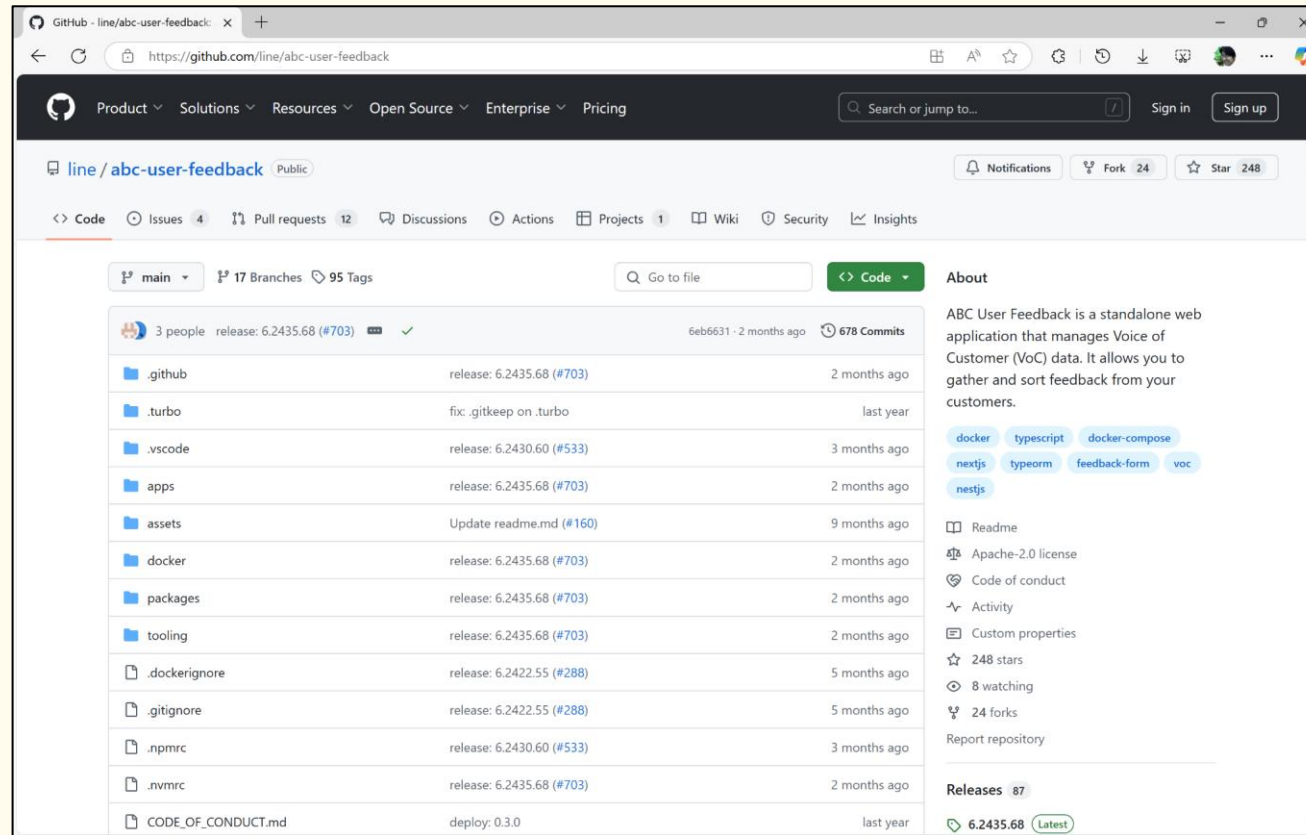 GitHub - line/abc-user-feedback:
https://github.com/line/abc-user-feedback
Product Solutions Resources Open Source Enterprise Pricing Search or jump to... / Sign in Sign up
line / abc-user-feedback Public Notifications Fork 24 Star 248
Code Issues 4 Pull requests 12 Discussions Actions Projects 1 Wiki Security Insights
main 17 Branches 95 Tags Go to file Code
3 people release: 6.2435.68 (#703) 6eb6631 · 2 months ago 678 Commits
.github release: 6.2435.68 (#703) 2 months ago
.turbo fix: .gitkeep on .turbo last year
.vscode release: 6.2430.60 (#533) 3 months ago
apps release: 6.2435.68 (#703) 2 months ago
assets Update readme.md (#160) 9 months ago
docker release: 6.2435.68 (#703) 2 months ago
packages release: 6.2435.68 (#703) 2 months ago
tooling release: 6.2435.68 (#703) 2 months ago
.dockerignore release: 6.2422.55 (#288) 5 months ago
.gitignore release: 6.2422.55 (#288) 5 months ago
.npmrc release: 6.2430.60 (#533) 3 months ago
.nvmrc release: 6.2435.68 (#703) 2 months ago
CODE_OF_CONDUCT.md deploy: 0.3.0 last year
About
ABC User Feedback is a standalone web
application that manages Voice of
Customer (VoC) data. It allows you to
gather and sort feedback from your
customers.
docker typescript docker-compose
nextjs typeorm feedback-form voc
nestjs
Readme
Apache-2.0 license
Code of conduct
Activity
Custom properties
248 stars
8 watching
24 forks
Report repository
Releases 87
6.2435.68 Latest